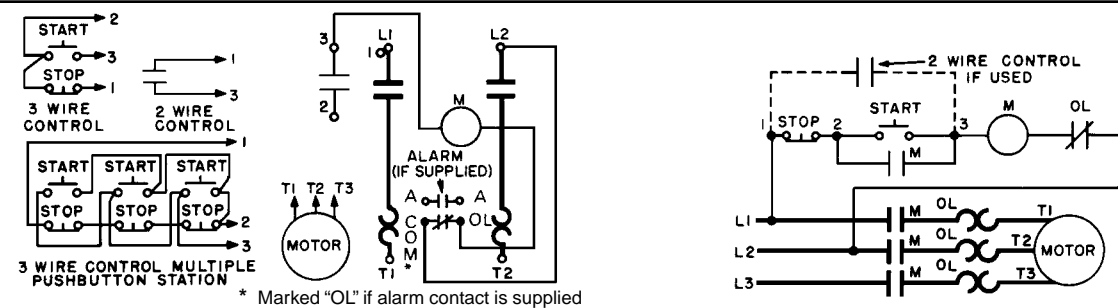 2
START
3
STOP
1
3 WIRE
CONTROL
1
3
2 WIRE
CONTROL
1
START START START
STOP STOP STOP
2
3
3 WIRE CONTROL MULTIPLE
PUSHBUTTON STATION
3
2
L1
1
L2
M
ALARM
(IF SUPPLIED)
A A
COM*
OL
T1
T2
T1 T2 T3
MOTOR
* Marked "OL" if alarm contact is supplied
2 WIRE CONTROL
IF USED
1 STOP 2 START 3 M OL
M
L1 M OL T1
L2 M OL T2 MOTOR
L3 M OL T3